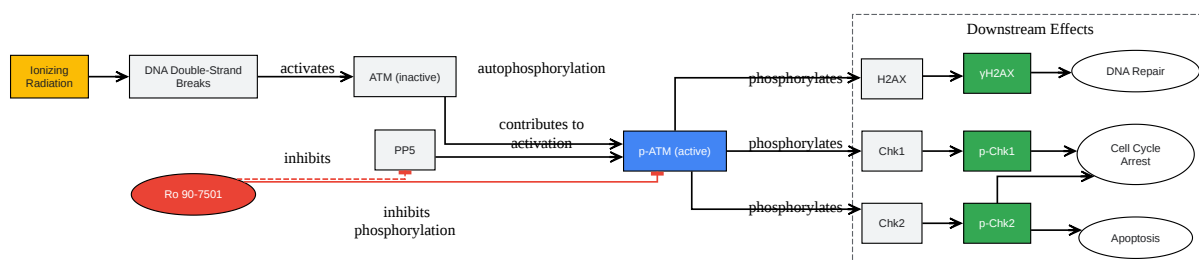 Downstream Effects
Ionizing
Radiation
DNA Double-Strand
Breaks
activates
ATM (inactive)
autophosphorylation
phosphorylates
H2AX
γH2AX
DNA Repair
contributes to
activation
PP5
p-ATM (active)
phosphorylates
Chk1
p-Chk1
Cell Cycle
Arrest
inhibits
Ro 90-7501
inhibits
phosphorylation
phosphorylates
Chk2
p-Chk2
Apoptosis